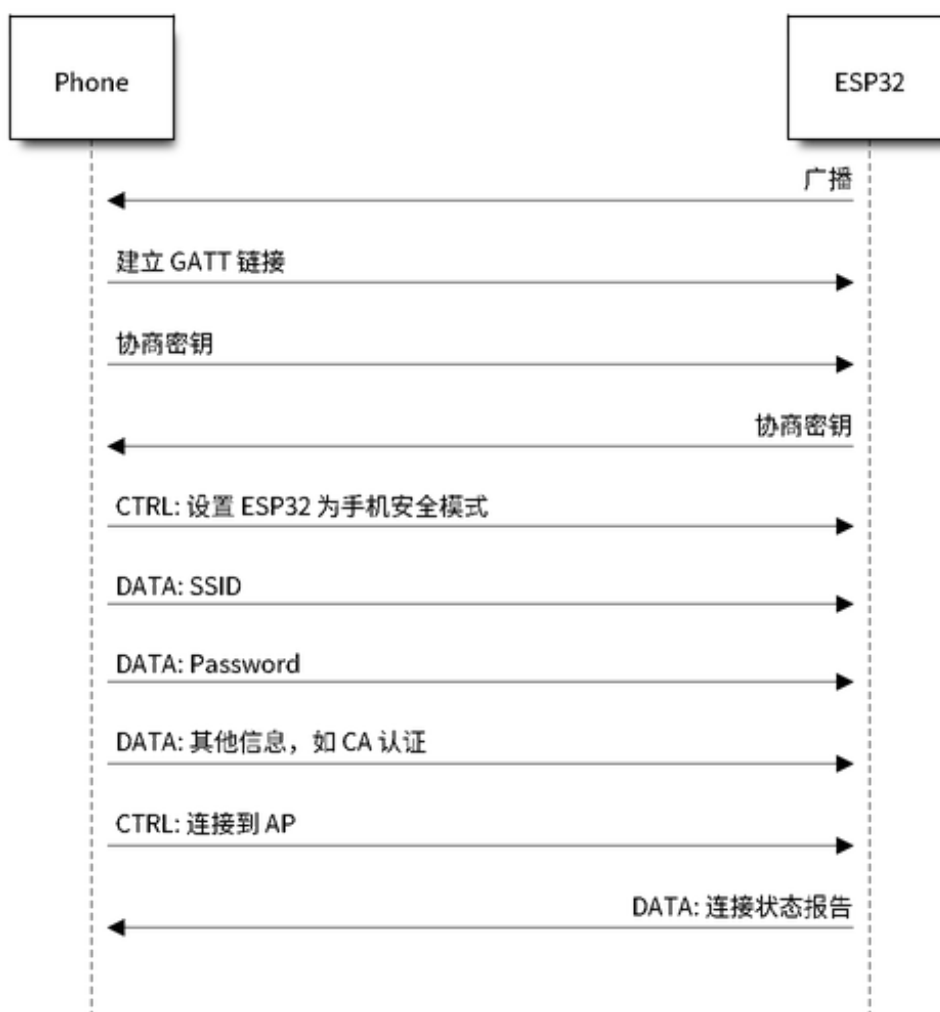 Phone
ESP32
广播
建立 GATT 链接
协商密钥
协商密钥
CTRL: 设置 ESP32 为手机安全模式
DATA: SSID
DATA: Password
DATA: 其他信息，如 CA 认证
CTRL: 连接到 AP
DATA: 连接状态报告